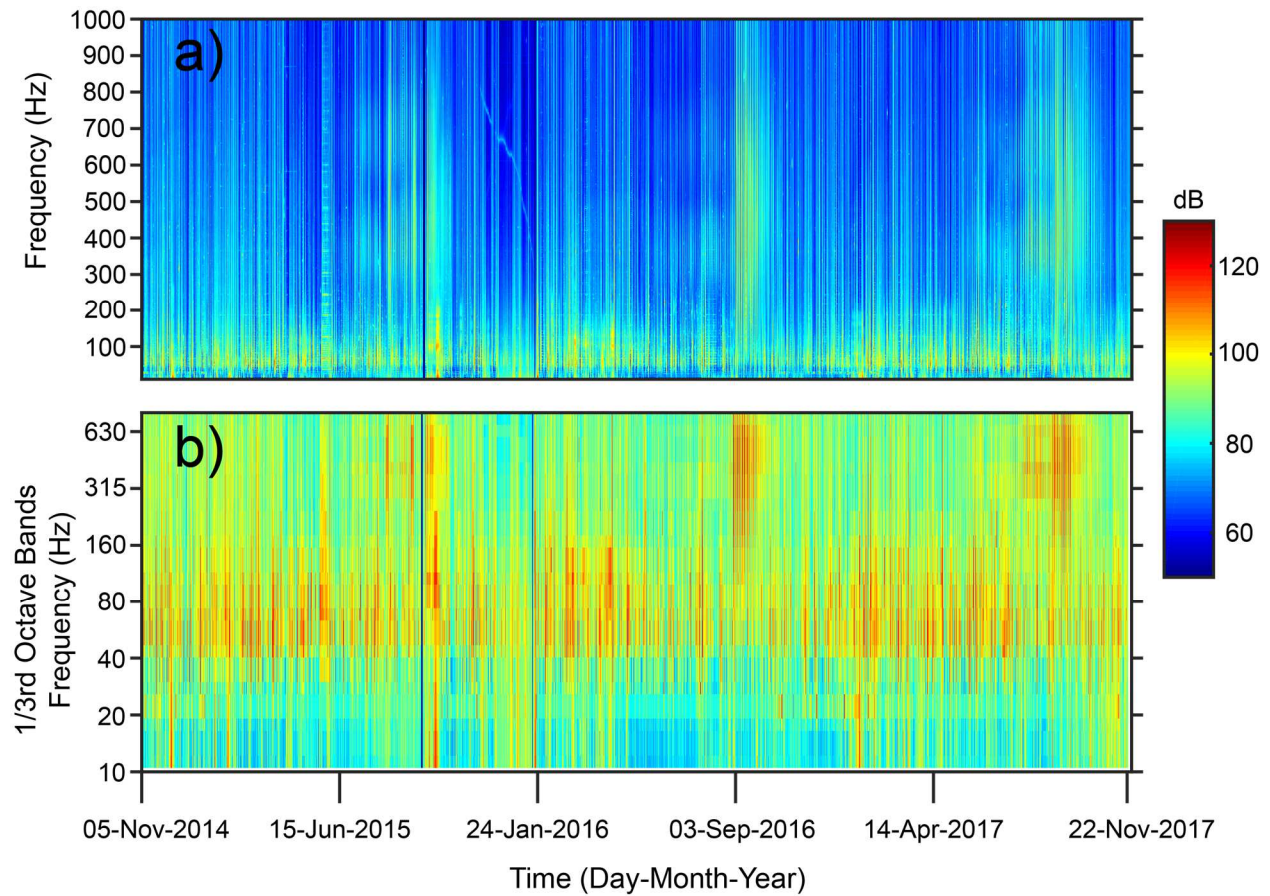 a)
1000
900
800
700
600
500
400
300
200
100
Frequency (Hz)
dB
120
100
80
60
b)
630
315
160
80
40
20
10
1/3rd Octave Bands
Frequency (Hz)
05-Nov-2014
15-Jun-2015
24-Jan-2016
03-Sep-2016
14-Apr-2017
22-Nov-2017
Time (Day-Month-Year)